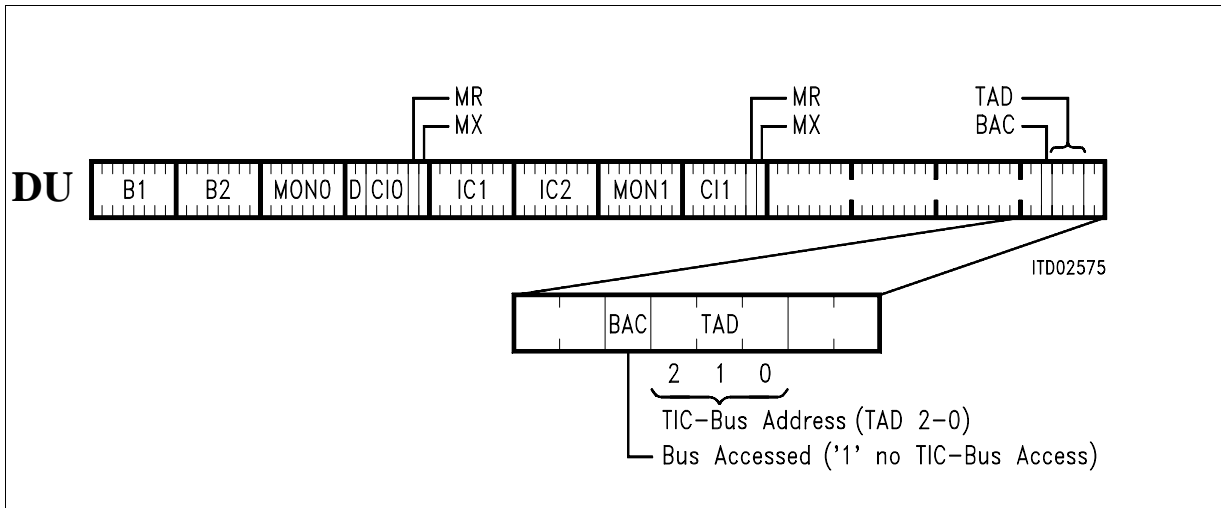 MR MR TAD
MX MX BAC
DU B1 B2 MON0 D CI0 IC1 IC2 MON1 CI1
ITD02575
BAC TAD
2 1 0
TIC-Bus Address (TAD 2-0)
Bus Accessed ('1' no TIC-Bus Access)